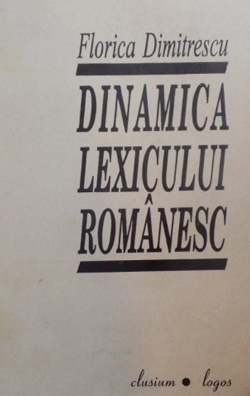 Florica Dimitrescu
DINAMICA
LEXICULUI
ROMÂNESC
clusium • logos